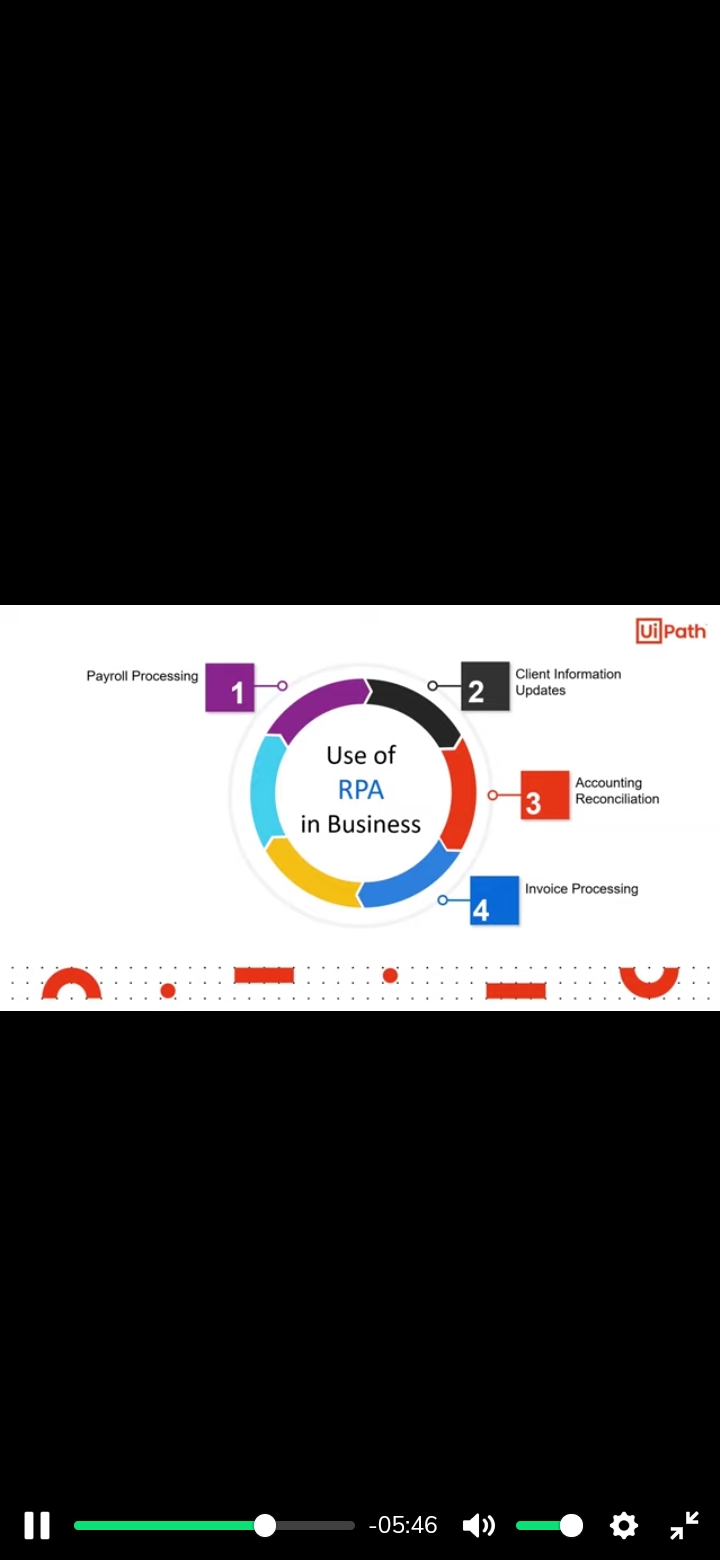 UiPath
Payroll Processing
1
2
Client Information
Updates
Use of
RPA
in Business
3
Accounting
Reconciliation
4
Invoice Processing
-05:46